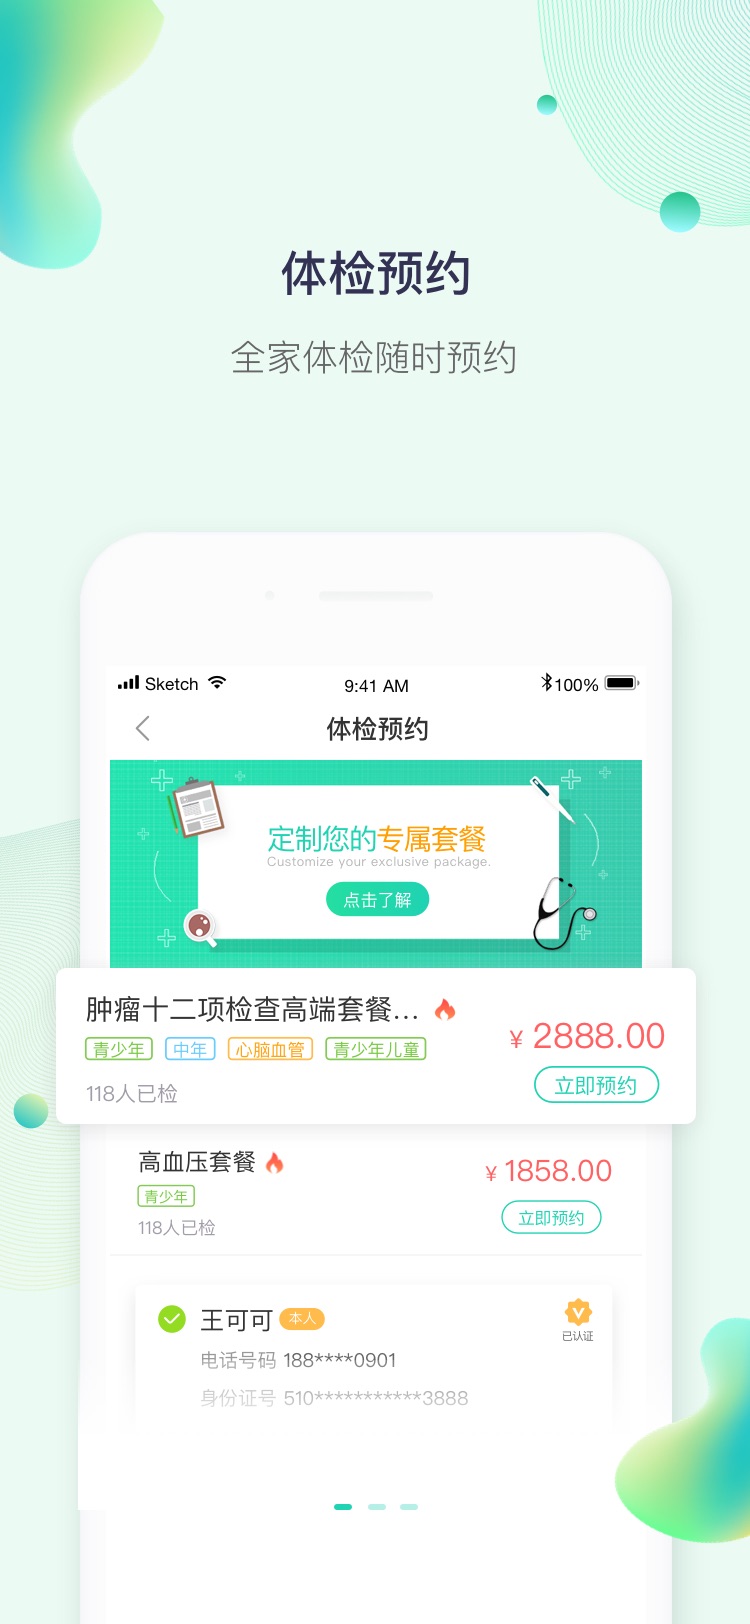 体检预约
全家体检随时预约
Sketch 9:41 AM 100%
体检预约
定制您的专属套餐
Customize your exclusive package.
点击了解
肿瘤十二项检查高端套餐...
¥ 2888.00
青少年 中年 心脑血管 青少年儿童
立即预约
118人已检
高血压套餐
¥ 1858.00
青少年
立即预约
118人已检
王可可 本人
已认证
电话号码 188****0901
身份证号 510***********3888